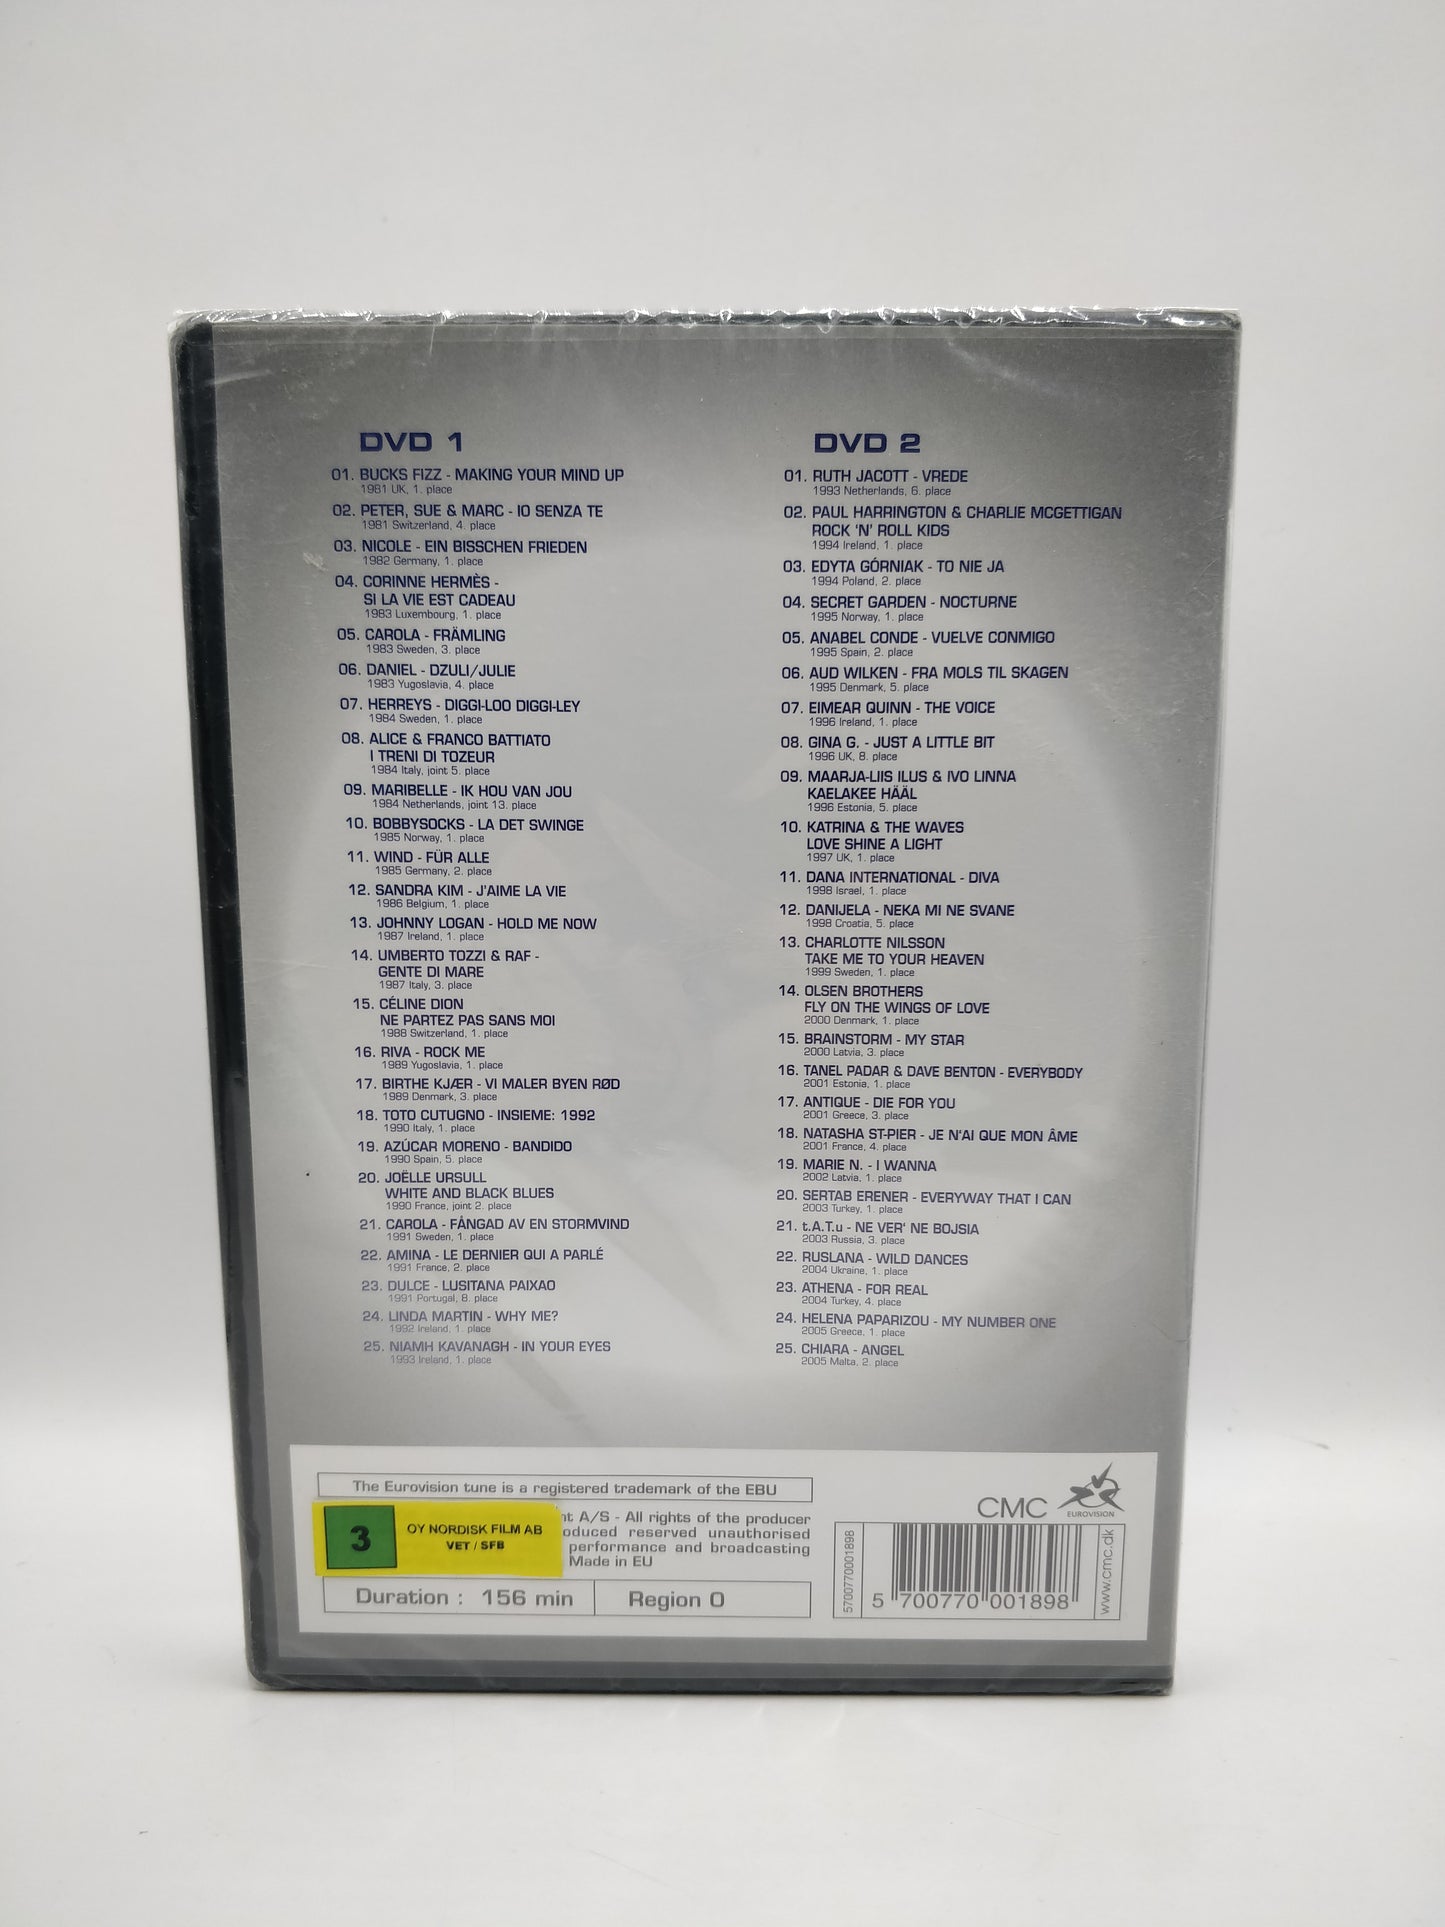 DVD 1
01. BUCKS FIZZ - MAKING YOUR MIND UP
1981 UK, 1. place
02. PETER, SUE & MARC - IO SENZA TE
1981 Switzerland, 4. place
03. NICOLE - EIN BISSCHEN FRIEDEN
1982 Germany, 1. place
04. CORINNE HERMÈS -
SI LA VIE EST CADEAU
1983 Luxembourg, 1. place
05. CAROLA - FRÄMLING
1983 Sweden, 3. place
06. DANIEL - DZULI/JULIE
1983 Yugoslavia, 4. place
07. HERREYS - DIGGI-LOO DIGGI-LEY
1984 Sweden, 1. place
08. ALICE & FRANCO BATTIATO
I TRENI DI TOZEUR
1984 Italy, joint 5. place
09. MARIBELLE - IK HOU VAN JOU
1984 Netherlands, joint 13. place
10. BOBBYSOCKS - LA DET SWINGE
1985 Norway, 1. place
11. WIND - FÜR ALLE
1985 Germany, 2. place
12. SANDRA KIM - J'AIME LA VIE
1986 Belgium, 1. place
13. JOHNNY LOGAN - HOLD ME NOW
1987 Ireland, 1. place
14. UMBERTO TOZZI & RAF -
GENTE DI MARE
1987 Italy, 3. place
15. CÉLINE DION
NE PARTEZ PAS SANS MOI
1988 Switzerland, 1. place
16. RIVA - ROCK ME
1989 Yugoslavia, 1. place
17. BIRTHE KJÆR - VI MALER BYEN RØD
1989 Denmark, 3. place
18. TOTO CUTUGNO - INSIEME: 1992
1990 Italy, 1. place
19. AZÚCAR MORENO - BANDIDO
1990 Spain, 5. place
20. JOËLLE URSULL
WHITE AND BLACK BLUES
1990 France, joint 2. place
21. CAROLA - FÅNGAD AV EN STORMVIND
1991 Sweden, 1. place
22. AMINA - LE DERNIER QUI A PARLÉ
1991 France, 2. place
23. DULCE - LUSITANA PAIXAO
1991 Portugal, 8. place
24. LINDA MARTIN - WHY ME?
1992 Ireland, 1. place
25. NIAMH KAVANAGH - IN YOUR EYES
1993 Ireland, 1. place
DVD 2
01. RUTH JACOTT - VREDE
1993 Netherlands, 6. place
02. PAUL HARRINGTON & CHARLIE MCGETTIGAN
ROCK 'N' ROLL KIDS
1994 Ireland, 1. place
03. EDYTA GÓRNIAK - TO NIE JA
1994 Poland, 2. place
04. SECRET GARDEN - NOCTURNE
1995 Norway, 1. place
05. ANABEL CONDE - VUELVE CONMIGO
1995 Spain, 2. place
06. AUD WILKEN - FRA MOLS TIL SKAGEN
1995 Denmark, 5. place
07. EIMEAR QUINN - THE VOICE
1996 Ireland, 1. place
08. GINA G. - JUST A LITTLE BIT
1996 UK, 8. place
09. MAARJA-LIIS ILUS & IVO LINNA
KAELAKEE HÄÄL
1996 Estonia, 5. place
10. KATRINA & THE WAVES
LOVE SHINE A LIGHT
1997 UK, 1. place
11. DANA INTERNATIONAL - DIVA
1998 Israel, 1. place
12. DANIJELA - NEKA MI NE SVANE
1998 Croatia, 5. place
13. CHARLOTTE NILSSON
TAKE ME TO YOUR HEAVEN
1999 Sweden, 1. place
14. OLSEN BROTHERS
FLY ON THE WINGS OF LOVE
2000 Denmark, 1. place
15. BRAINSTORM - MY STAR
2000 Latvia, 3. place
16. TANEL PADAR & DAVE BENTON - EVERYBODY
2001 Estonia, 1. place
17. ANTIQUE - DIE FOR YOU
2001 Greece, 3. place
18. NATASHA ST-PIER - JE N'AI QUE MON ÂME
2001 France, 4. place
19. MARIE N. - I WANNA
2002 Latvia, 1. place
20. SERTAB ERENER - EVERYWAY THAT I CAN
2003 Turkey, 1. place
21. t.A.T.u - NE VER' NE BOJSIA
2003 Russia, 3. place
22. RUSLANA - WILD DANCES
2004 Ukraine, 1. place
23. ATHENA - FOR REAL
2004 Turkey, 4. place
24. HELENA PAPARIZOU - MY NUMBER ONE
2005 Greece, 1. place
25. CHIARA - ANGEL
2005 Malta, 2. place
The Eurovision tune is a registered trademark of the EBU
A/S - All rights of the producer
reserved unauthorised
performance and broadcasting
Made in EU
3
OY NORDISK FILM AB
VET / SFB
Duration : 156 min
Region 0
CMC
EUROVISION
5700770001898
5 700770 001898
www.cmc.dk